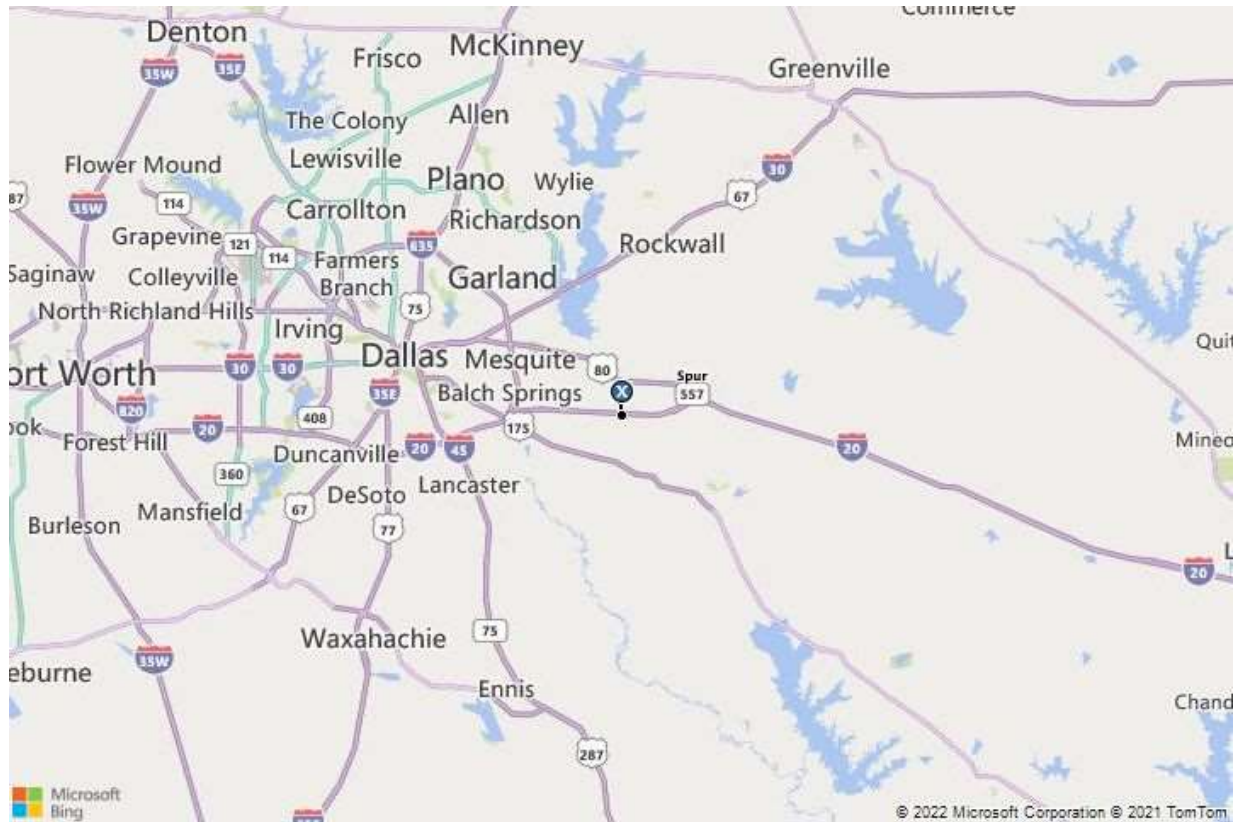 Commerce
Denton
McKinney
Frisco
Greenville
35W
35E
Allen
The Colony
Lewisville
Flower Mound
30
Plano
Wylie
67
87
35W
114
Carrollton
Richardson
Grapevine
121
635
Rockwall
114
Farmers
Branch
Saginaw
Colleyville
Garland
75
North Richland Hills
Irving
Quit
Dallas
Mesquite
80
30
30
ort Worth
Spur
557
X
35E
Balch Springs
820
408
ook
Forest Hill
20
175
Duncanville
20
45
20
Mineo
360
DeSoto
Lancaster
Mansfield
67
Burleson
77
L
20
Waxahachie
75
35W
eburne
Ennis
Chand
287
Microsoft
Bing
© 2022 Microsoft Corporation © 2021 TomTom